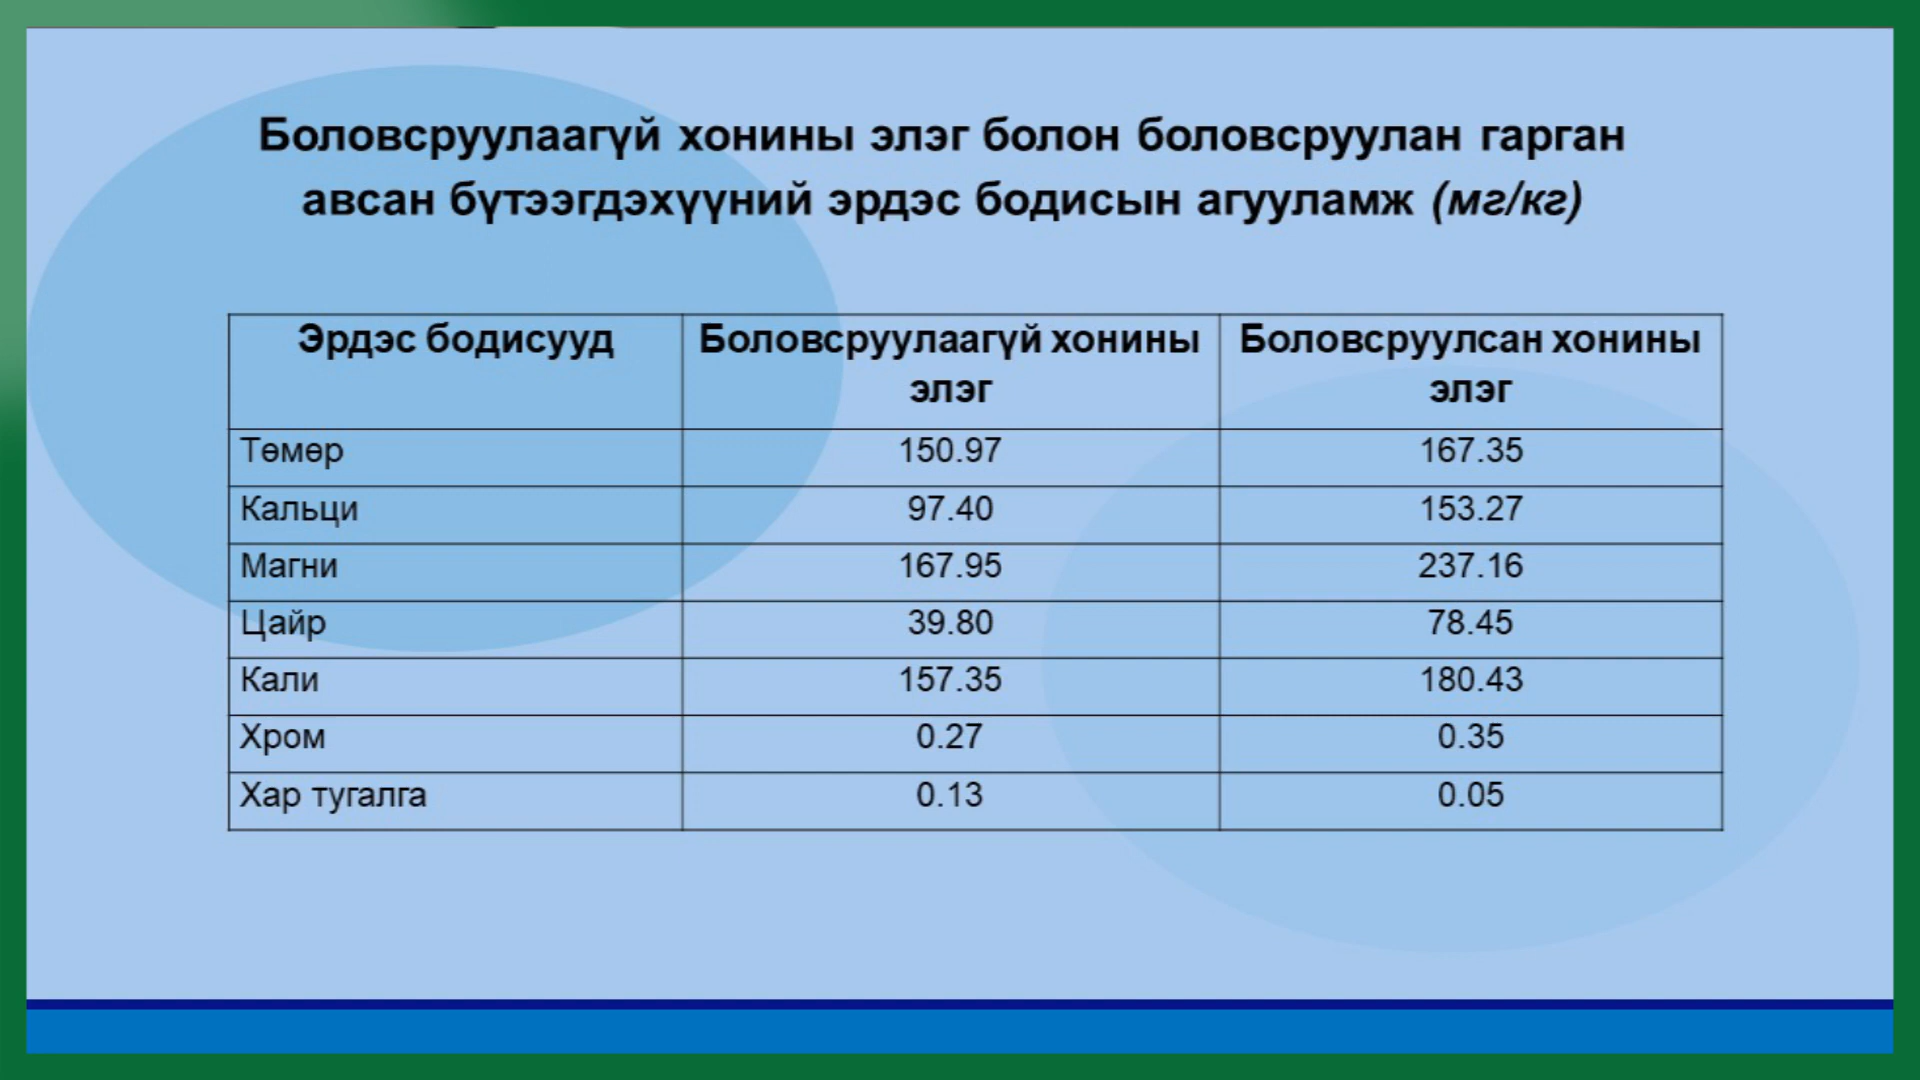 Боловсруулаагүй хонины элэг болон боловсруулан гарган
авсан бүтээгдэхүүний эрдэс бодисын агууламж (мг/кг)
Эрдэс бодисууд Боловсруулаагүй хонины элэг Боловсруулсан хонины элэг
Төмөр 150.97 167.35
Кальци 97.40 153.27
Магни 167.95 237.16
Цайр 39.80 78.45
Кали 157.35 180.43
Хром 0.27 0.35
Хар тугалга 0.13 0.05